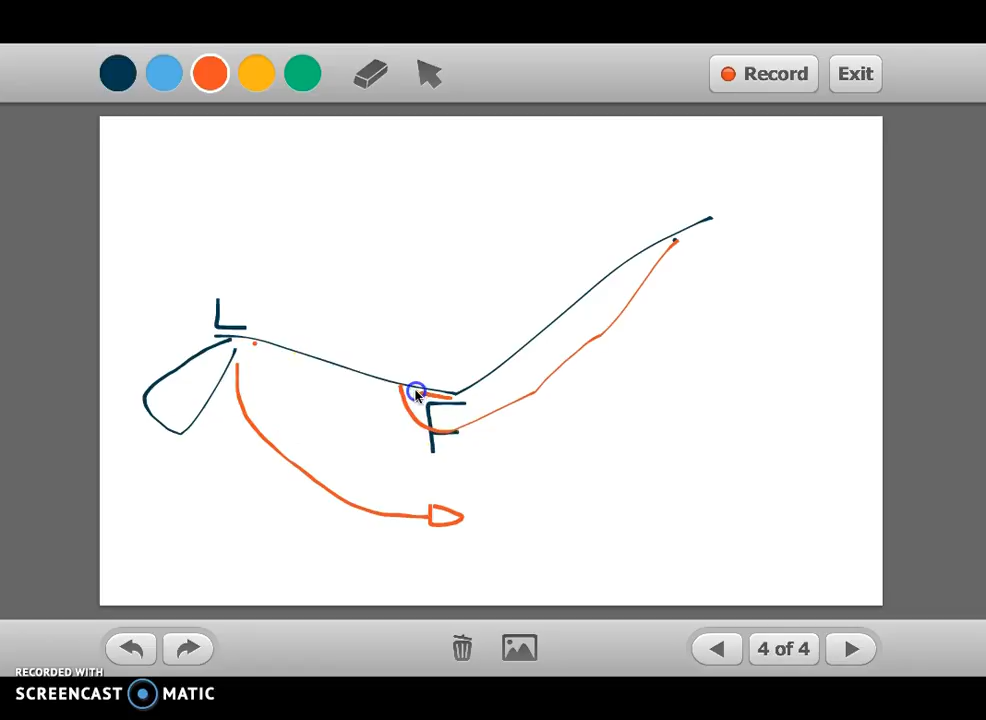 Record Exit
L
F
4 of 4
RECORDED WITH
SCREENCAST MATIC